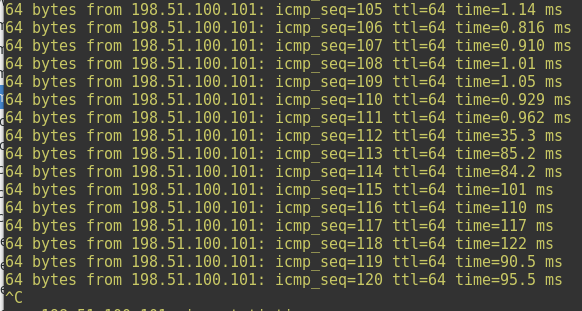 64 bytes from 198.51.100.101: icmp_seq=105 ttl=64 time=1.14 ms
64 bytes from 198.51.100.101: icmp_seq=106 ttl=64 time=0.816 ms
64 bytes from 198.51.100.101: icmp_seq=107 ttl=64 time=0.910 ms
64 bytes from 198.51.100.101: icmp_seq=108 ttl=64 time=1.01 ms
64 bytes from 198.51.100.101: icmp_seq=109 ttl=64 time=1.05 ms
64 bytes from 198.51.100.101: icmp_seq=110 ttl=64 time=0.929 ms
64 bytes from 198.51.100.101: icmp_seq=111 ttl=64 time=0.962 ms
64 bytes from 198.51.100.101: icmp_seq=112 ttl=64 time=35.3 ms
64 bytes from 198.51.100.101: icmp_seq=113 ttl=64 time=85.2 ms
64 bytes from 198.51.100.101: icmp_seq=114 ttl=64 time=84.2 ms
64 bytes from 198.51.100.101: icmp_seq=115 ttl=64 time=101 ms
64 bytes from 198.51.100.101: icmp_seq=116 ttl=64 time=110 ms
64 bytes from 198.51.100.101: icmp_seq=117 ttl=64 time=117 ms
64 bytes from 198.51.100.101: icmp_seq=118 ttl=64 time=122 ms
64 bytes from 198.51.100.101: icmp_seq=119 ttl=64 time=90.5 ms
64 bytes from 198.51.100.101: icmp_seq=120 ttl=64 time=95.5 ms
^C